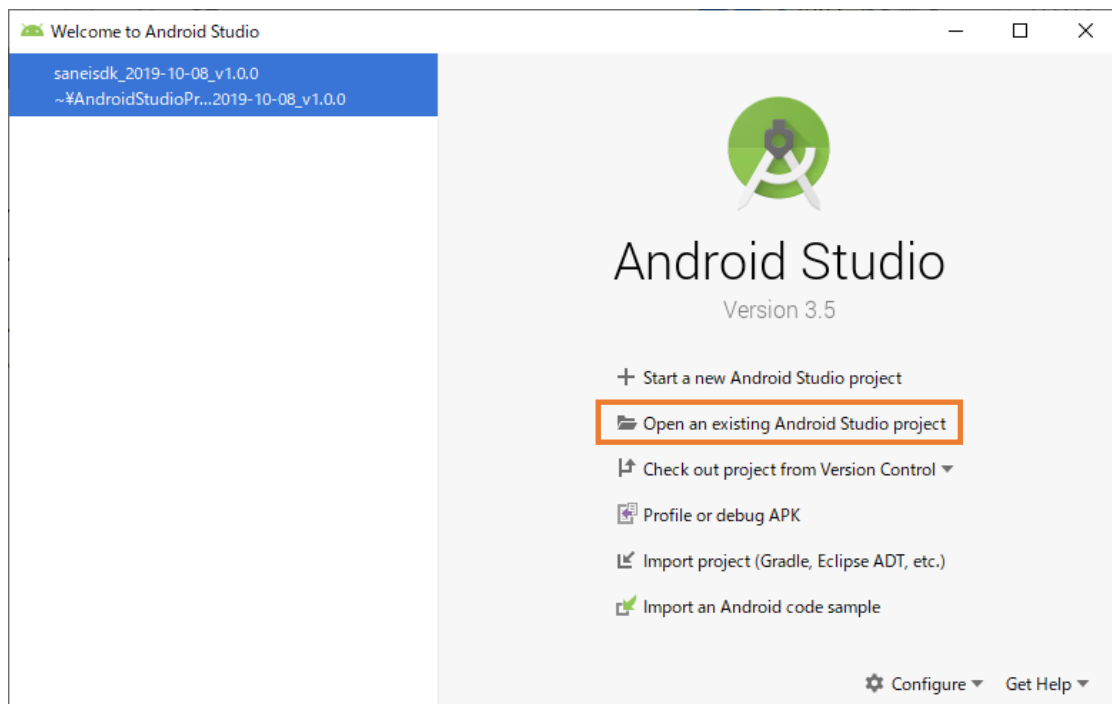 Welcome to Android Studio
saneisdk_2019-10-08_v1.0.0
~¥AndroidStudioPr...2019-10-08_v1.0.0
Android Studio
Version 3.5
Start a new Android Studio project
Open an existing Android Studio project
Check out project from Version Control
Profile or debug APK
Import project (Gradle, Eclipse ADT, etc.)
Import an Android code sample
Configure Get Help